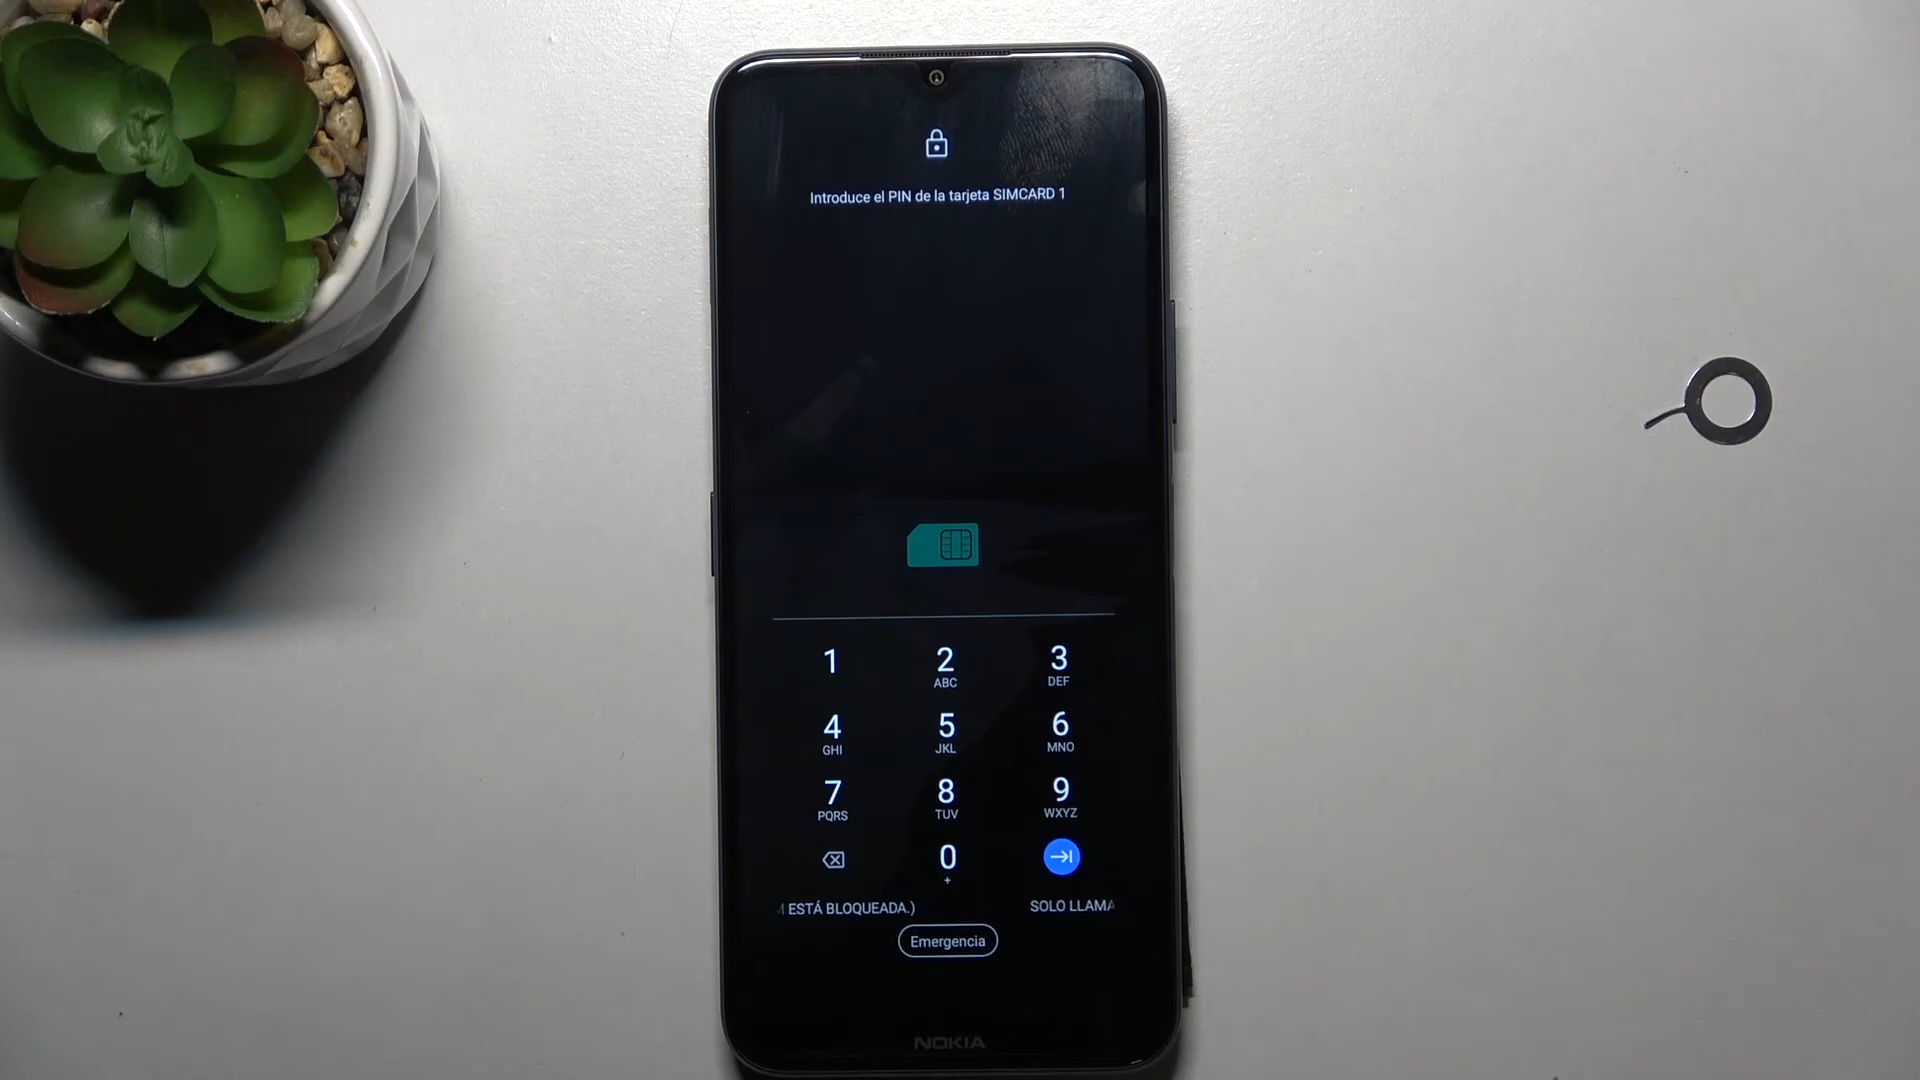 Introduce el PIN de la tarjeta SIMCARD 1
1
2
ABC
3
DEF
4
GHI
5
JKL
6
MNO
7
PQRS
8
TUV
9
WXYZ
0
+
ESTÁ BLOQUEADA.) SOLO LLAMA
Emergencia
NOKIA